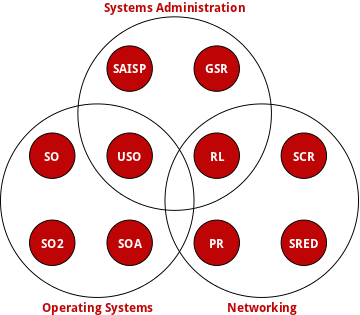 Systems Administration
SAISP
GSR
SO
USO
RL
SCR
SO2
SOA
PR
SRED
Operating Systems
Networking